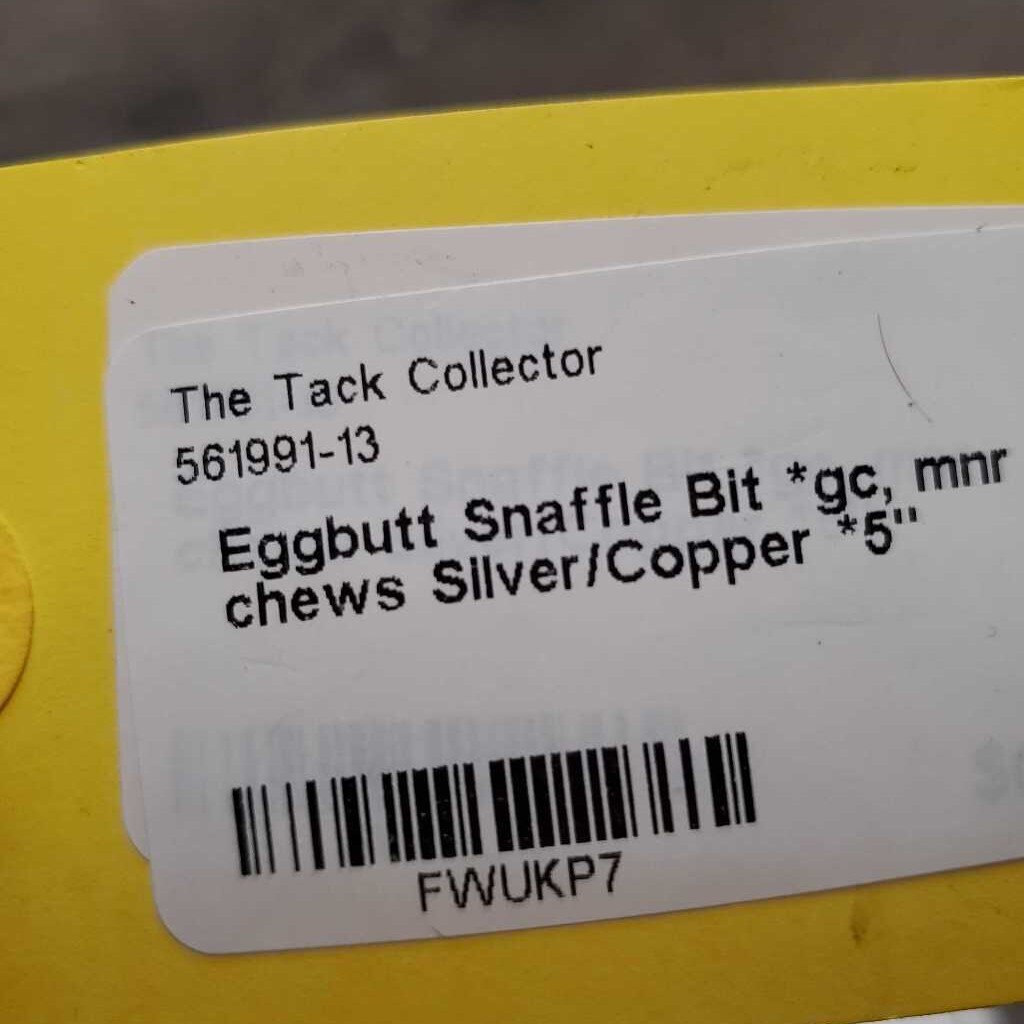 The Tack Collector
561991-13
Eggbutt Snaffle Bit *gc, mnr
chews Silver/Copper *5"
FWUKP7